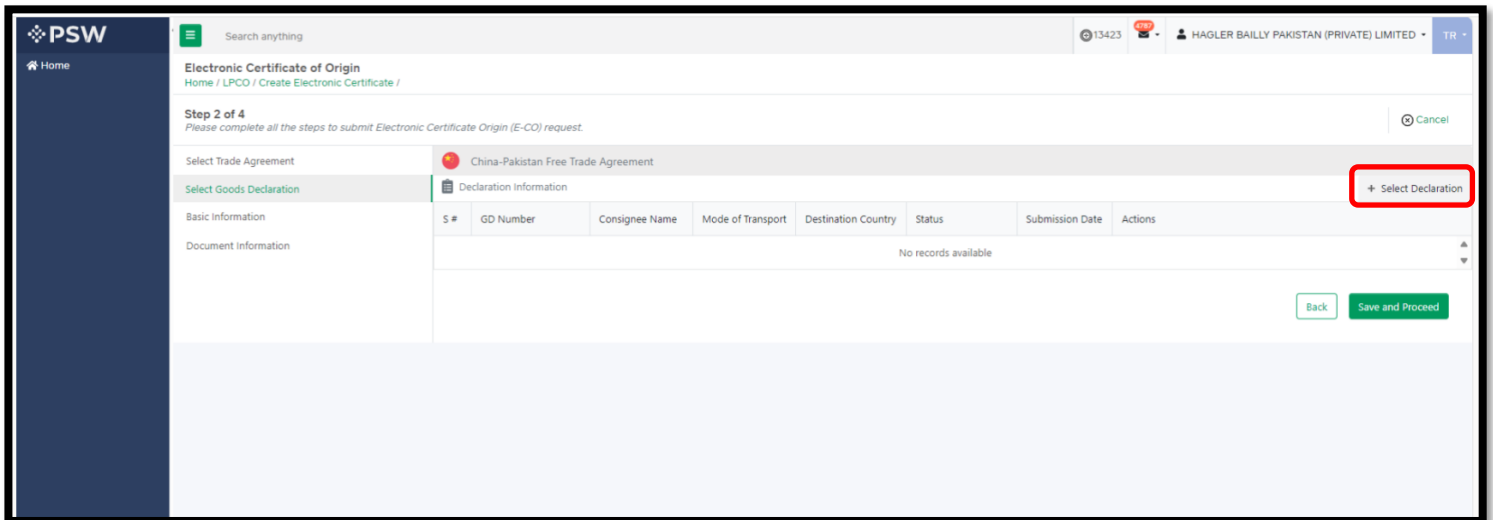 PSW
Search anything
13423
4787
HAGLER BAILLY PAKISTAN (PRIVATE) LIMITED
TR
Home
Electronic Certificate of Origin
Home / LPCO / Create Electronic Certificate /
Step 2 of 4
Please complete all the steps to submit Electronic Certificate Origin (E-CO) request.
Cancel
Select Trade Agreement
China-Pakistan Free Trade Agreement
Select Goods Declaration
Declaration Information
+ Select Declaration
Basic Information
S # GD Number Consignee Name Mode of Transport Destination Country Status Submission Date Actions
Document Information
No records available
Back
Save and Proceed